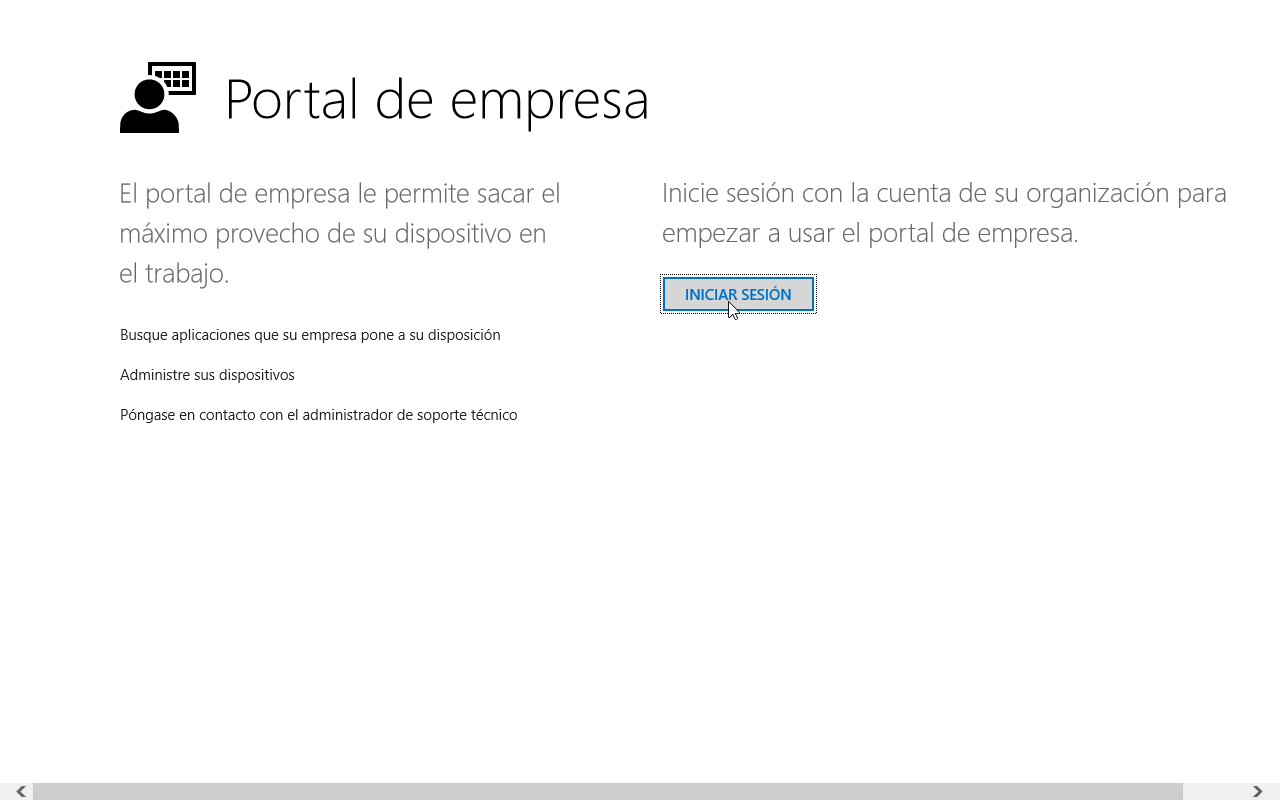 Portal de empresa
El portal de empresa le permite sacar el
máximo provecho de su dispositivo en
el trabajo.
Busque aplicaciones que su empresa pone a su disposición
Administre sus dispositivos
Póngase en contacto con el administrador de soporte técnico
Inicie sesión con la cuenta de su organización para
empezar a usar el portal de empresa.
INICIAR SESIÓN